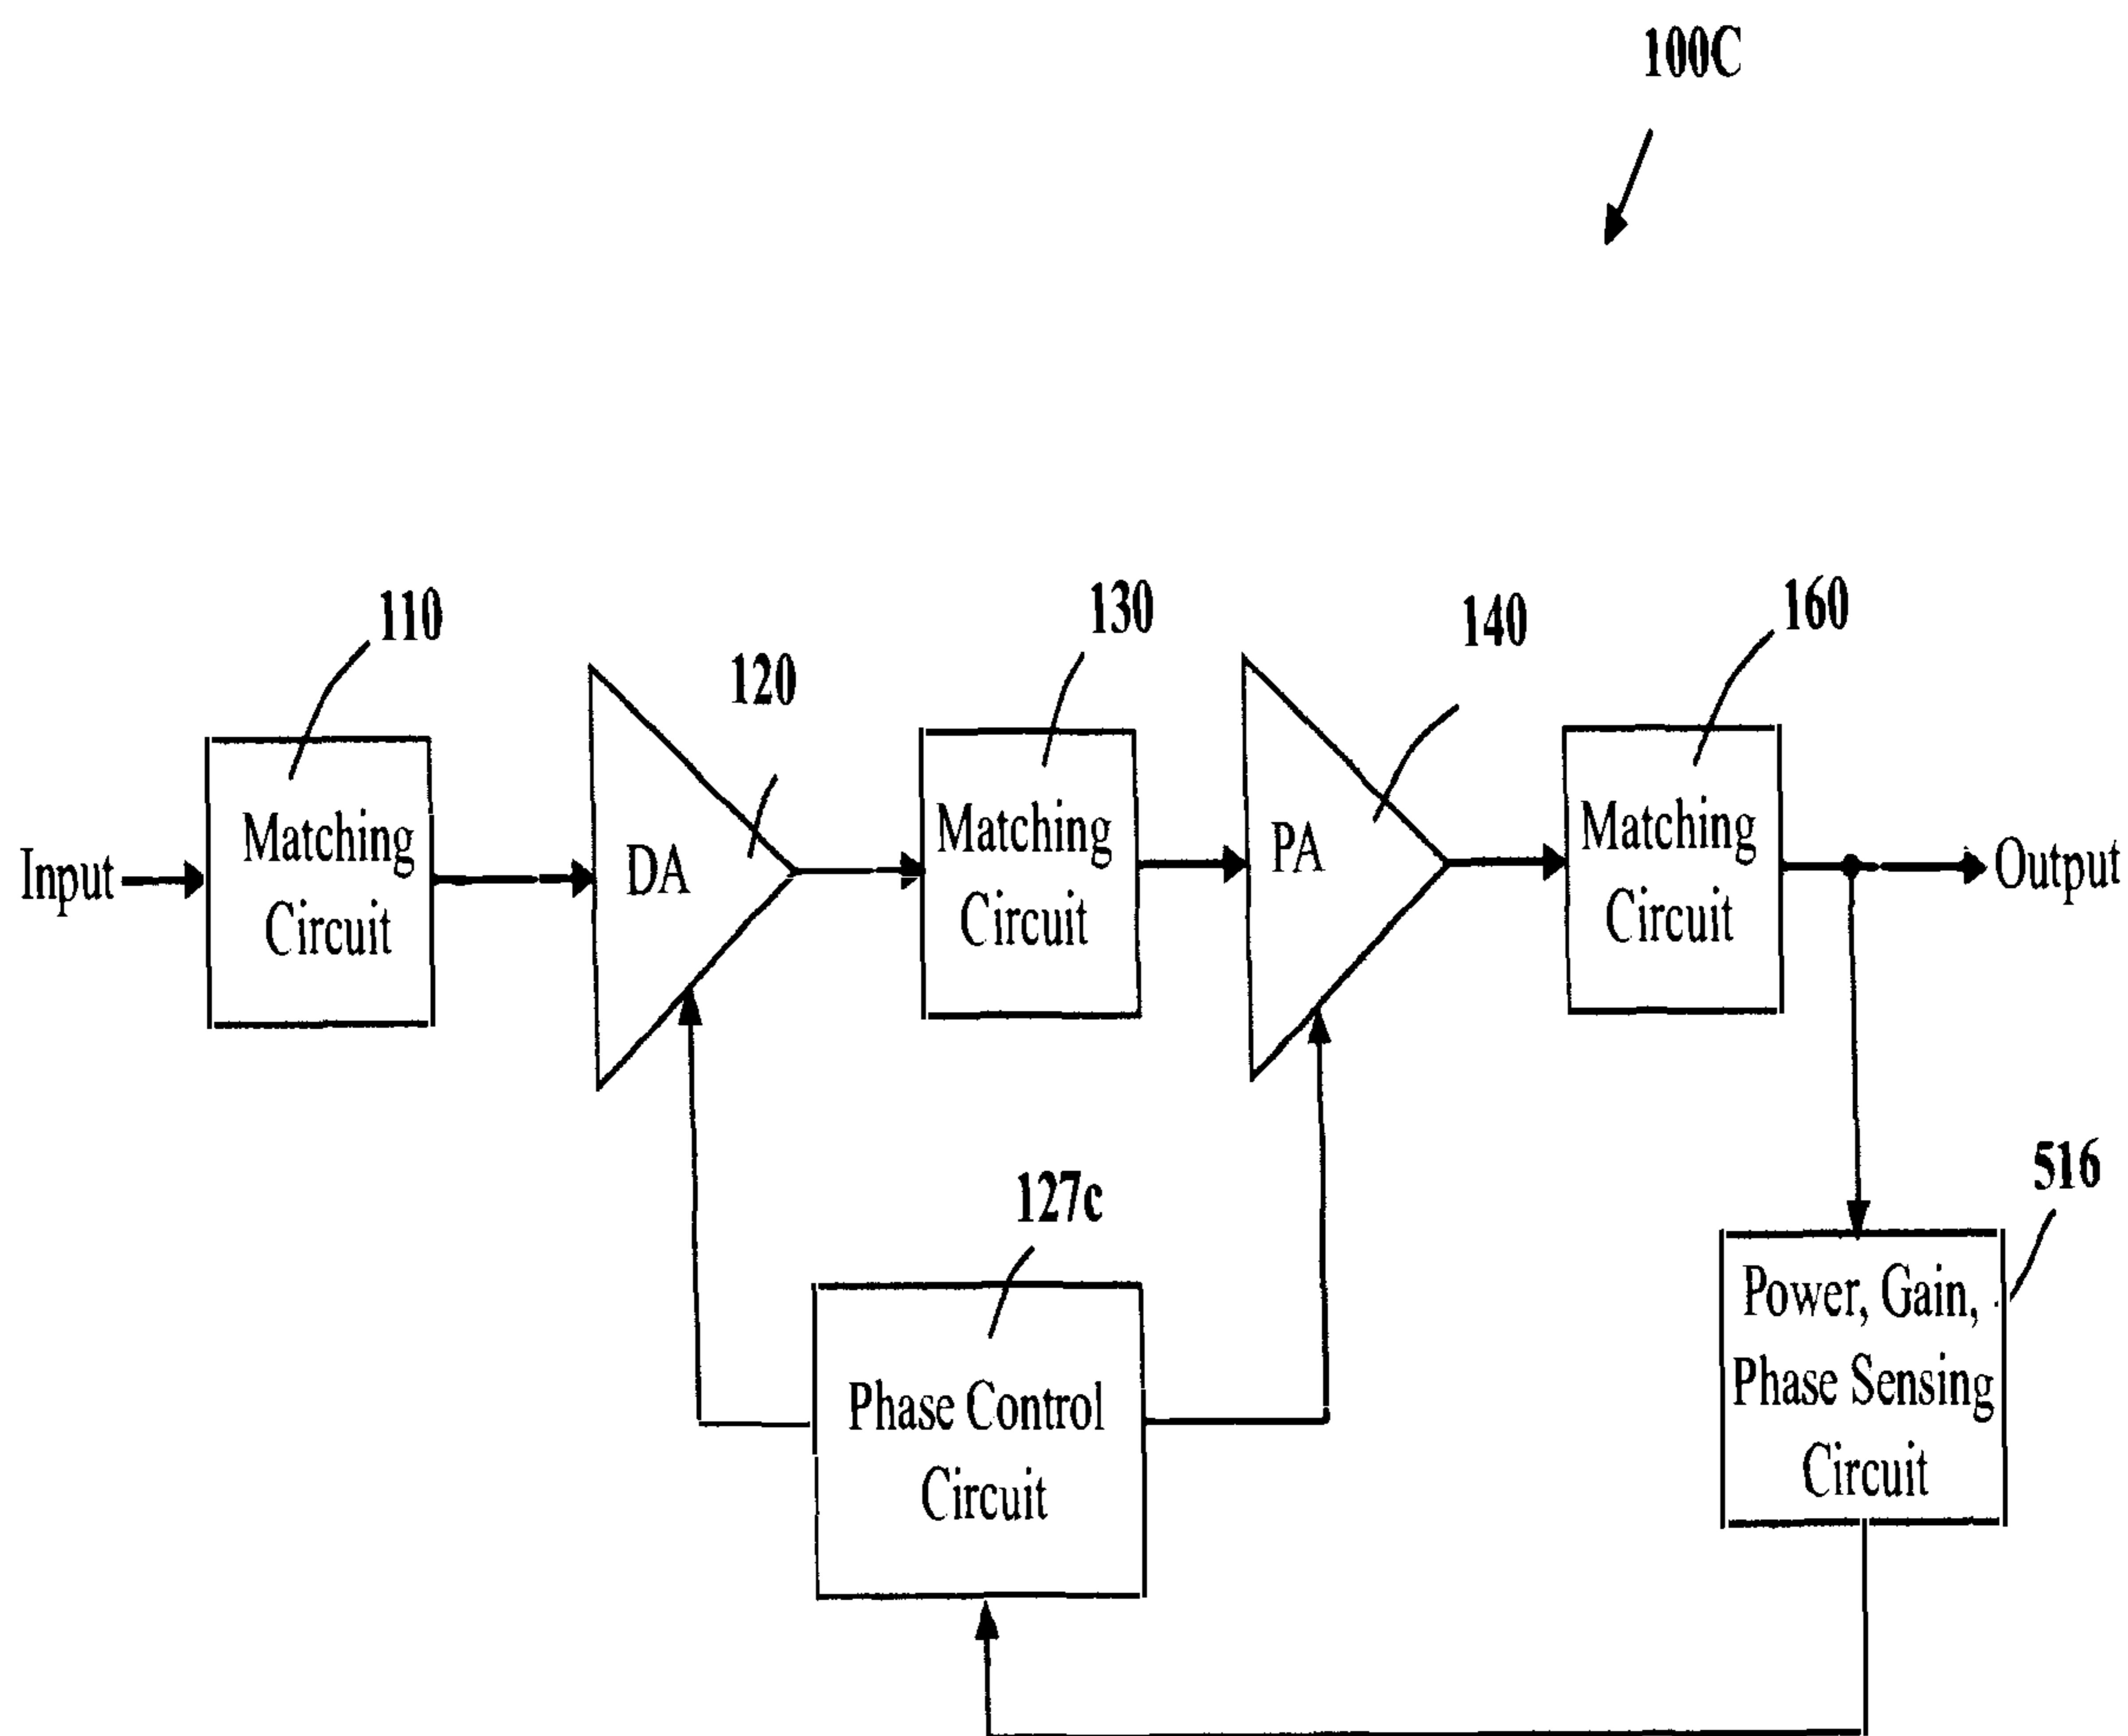 100C
110
120
130
140
160
Input
Matching
Circuit
DA
Matching
Circuit
PA
Matching
Circuit
Output
127c
516
Phase Control
Circuit
Power, Gain,
Phase Sensing
Circuit